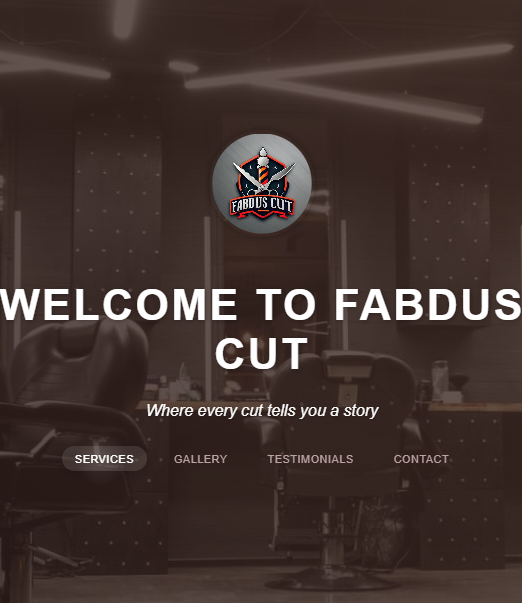 FABDUS CUT
WELCOME TO FABDUS
CUT
Where every cut tells you a story
SERVICES GALLERY TESTIMONIALS CONTACT